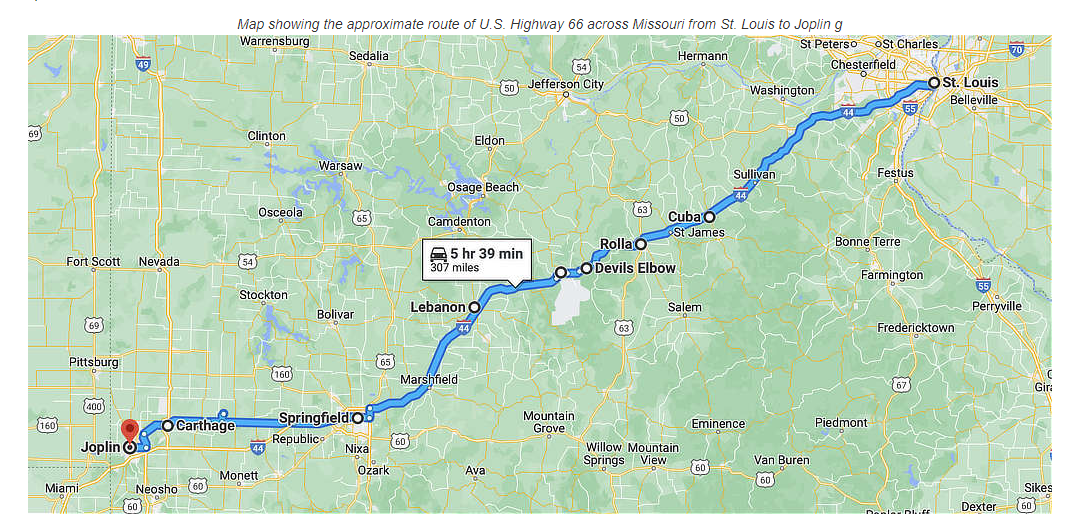 Map showing the approximate route of U.S. Highway 66 across Missouri from St. Louis to Joplin g
Warrensburg
Sedalia
Hermann
St Peters
St Charles
70
49
54
Chesterfield
50
Jefferson City
Washington
St. Louis
Belleville
44
55
69
50
Clinton
Eldon
Warsaw
Sullivan
Festus
Osage Beach
44
Osceola
65
Camdenton
63
Cuba
St James
Rolla
Bonne Terre
5 hr 39 min
307 miles
Fort Scott
Nevada
54
Devils Elbow
Farmington
55
Stockton
Lebanon
Salem
Perryville
Bolivar
44
69
63
Fredericktown
Pittsburg
65
160
Marshfield
67
Gira
400
160
Springfield
Carthage
Mountain
Grove
Eminence
Piedmont
Joplin
44
Republic
60
Nixa
Willow
Springs
Mountain
View
Monett
Ozark
Ava
60
Van Buren
60
Miami
Neosho
60
60
Sikes
60
Dexter
60